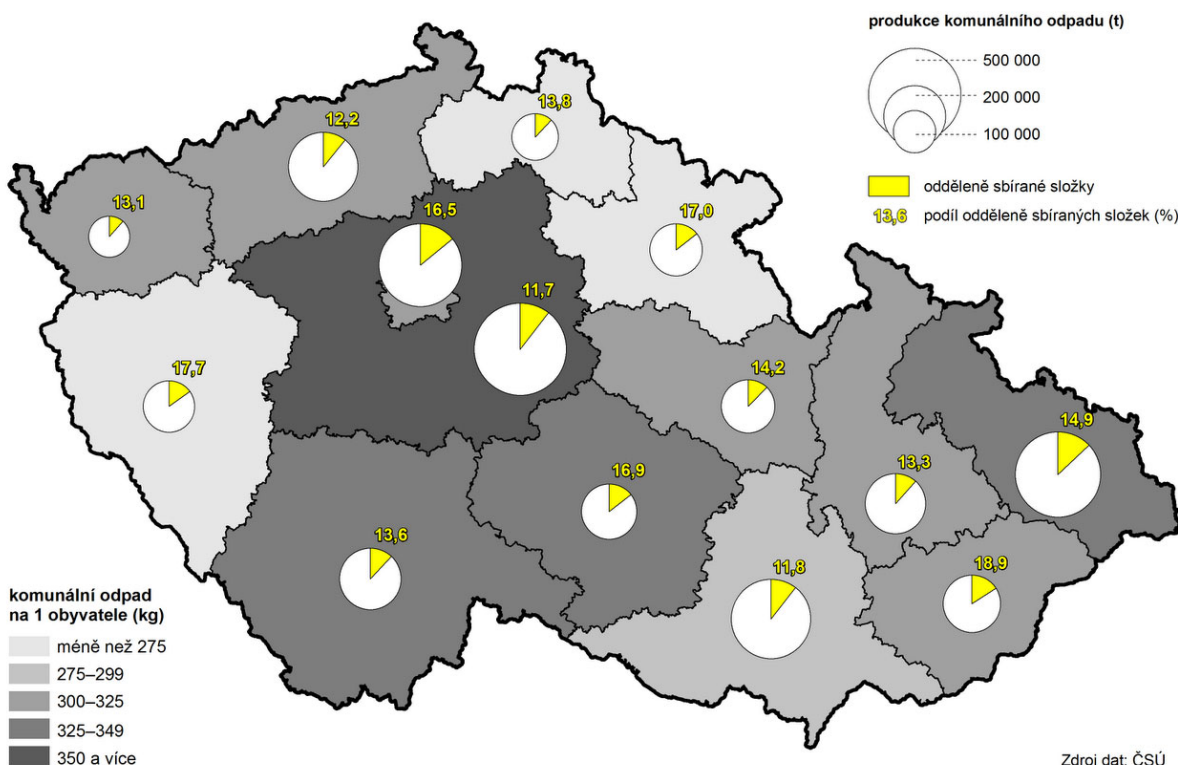 produkce komunálního odpadu (t)
500 000
200 000
100 000
odděleně sbírané složky
13,6 podíl odděleně sbíraných složek (%)
13,8
12,2
13,1
16,5
17,0
11,7
17,7
14,2
14,9
16,9
13,3
13,6
11,8
18,9
komunální odpad
na 1 obyvatele (kg)
méně než 275
275–299
300–325
325–349
350 a více
Zdroj dat: ČSÚ